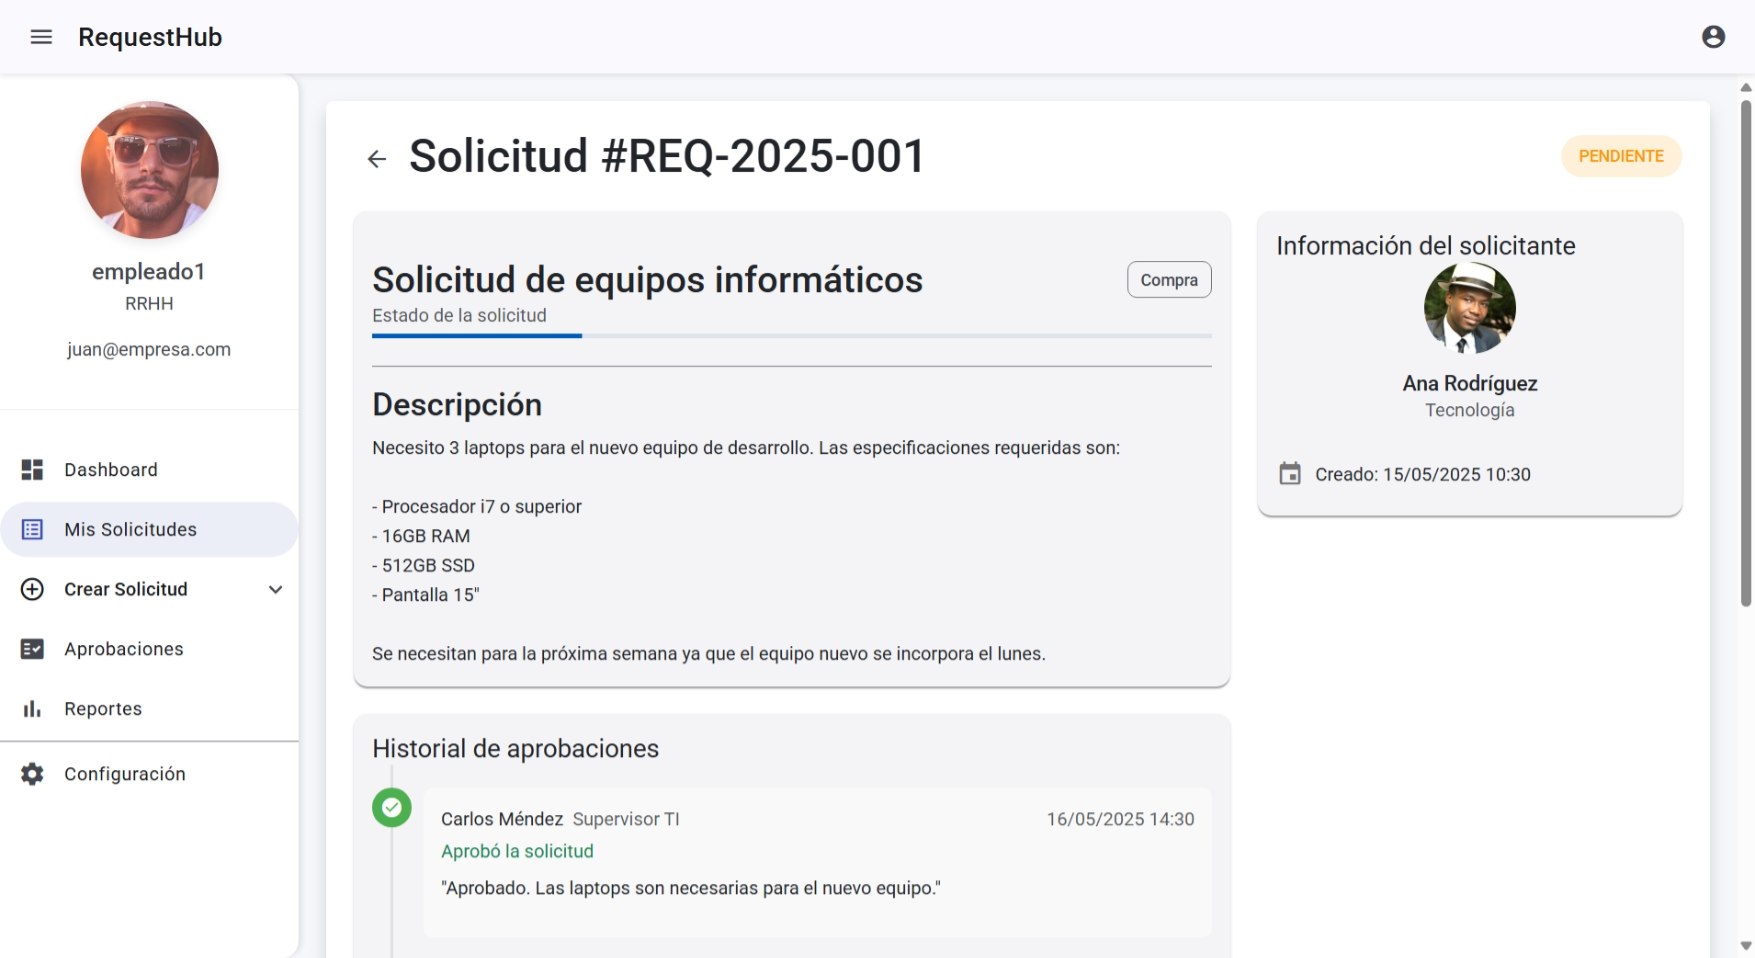 RequestHub
empleado1
RRHH
juan@empresa.com
Dashboard
Mis Solicitudes
Crear Solicitud
Aprobaciones
Reportes
Configuración
Solicitud #REQ-2025-001
PENDIENTE
Solicitud de equipos informáticos
Compra
Estado de la solicitud
Descripción
Necesito 3 laptops para el nuevo equipo de desarrollo. Las especificaciones requeridas son:
- Procesador i7 o superior
- 16GB RAM
- 512GB SSD
- Pantalla 15"
Se necesitan para la próxima semana ya que el equipo nuevo se incorpora el lunes.
Información del solicitante
Ana Rodríguez
Tecnología
Creado: 15/05/2025 10:30
Historial de aprobaciones
Carlos Méndez Supervisor TI 16/05/2025 14:30
Aprobó la solicitud
"Aprobado. Las laptops son necesarias para el nuevo equipo."